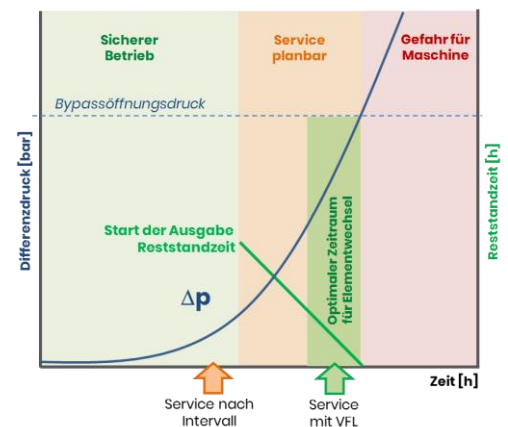 Sicherer
Betrieb
Service
planbar
Gefahr für
Maschine
Bypassöffnungsdruck
Differenzdruck [bar]
Reststandzeit [h]
Start der Ausgabe
Reststandzeit
Optimaler Zeitraum
für Elementwechsel
Δp
Zeit [h]
Service nach
Intervall
Service
mit VFL